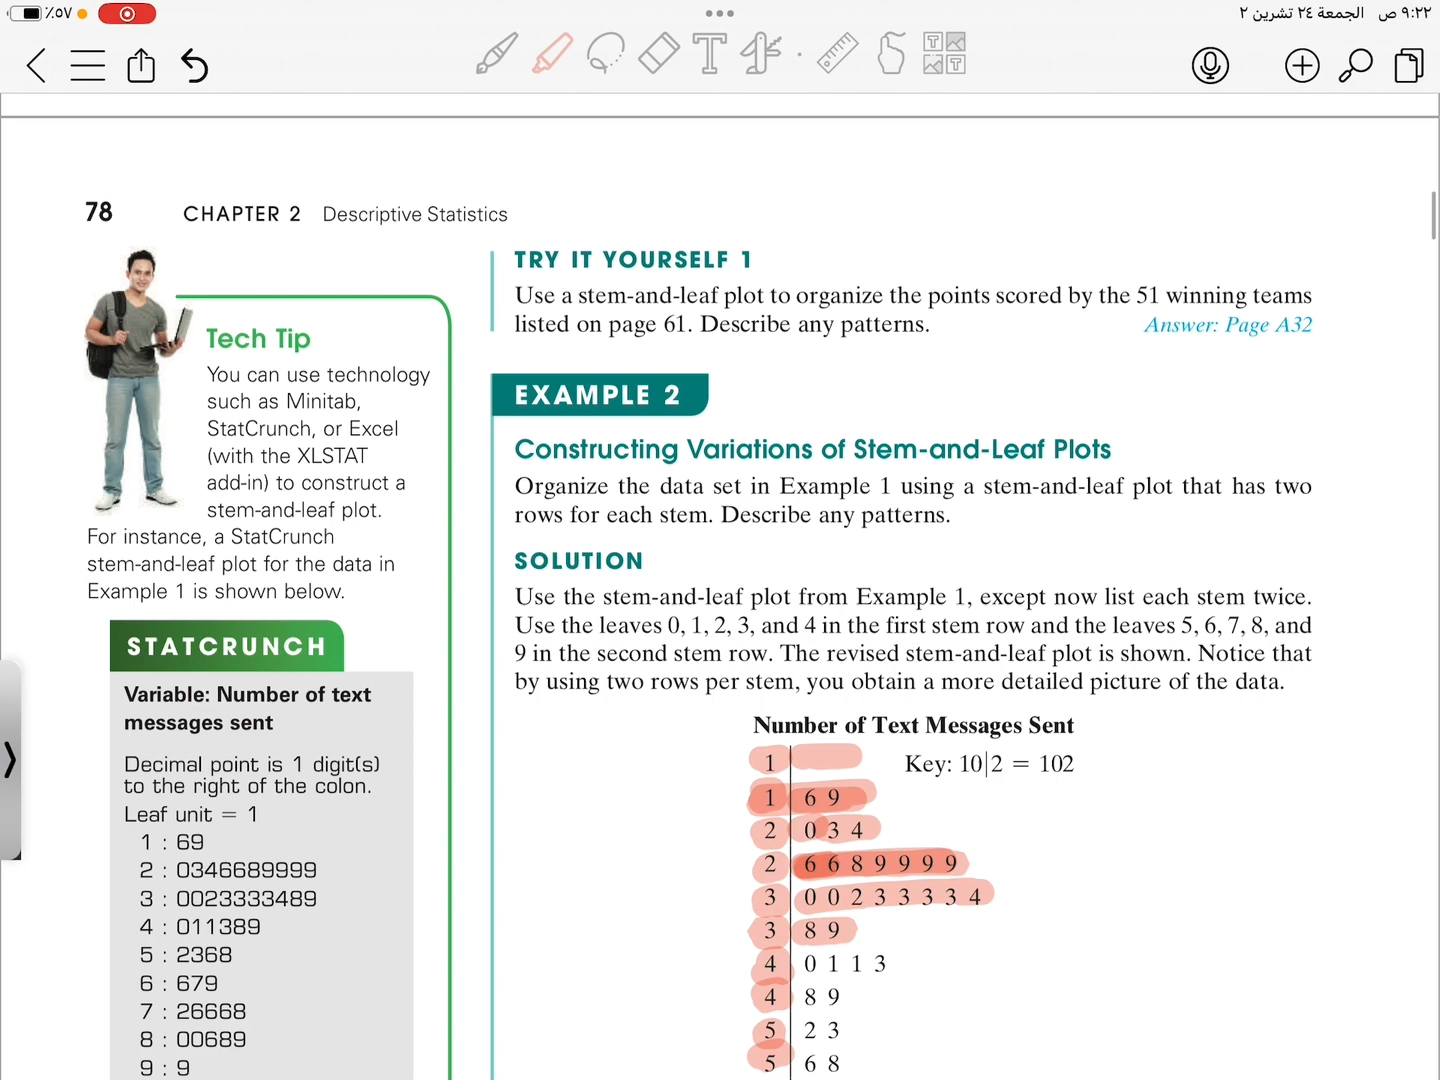 ٪٥٧
٩:٢٢ ص الجمعة ٢٤ تشرين ٢
78 CHAPTER 2 Descriptive Statistics
Tech Tip
You can use technology
such as Minitab,
StatCrunch, or Excel
(with the XLSTAT
add-in) to construct a
stem-and-leaf plot.
For instance, a StatCrunch
stem-and-leaf plot for the data in
Example 1 is shown below.
STATCRUNCH
Variable: Number of text
messages sent
Decimal point is 1 digit(s)
to the right of the colon.
Leaf unit = 1
1 : 69
2 : 0346689999
3 : 0023333489
4 : 011389
5 : 2368
6 : 679
7 : 26668
8 : 00689
9 : 9
TRY IT YOURSELF 1
Use a stem-and-leaf plot to organize the points scored by the 51 winning teams
listed on page 61. Describe any patterns. Answer: Page A32
EXAMPLE 2
Constructing Variations of Stem-and-Leaf Plots
Organize the data set in Example 1 using a stem-and-leaf plot that has two
rows for each stem. Describe any patterns.
SOLUTION
Use the stem-and-leaf plot from Example 1, except now list each stem twice.
Use the leaves 0, 1, 2, 3, and 4 in the first stem row and the leaves 5, 6, 7, 8, and
9 in the second stem row. The revised stem-and-leaf plot is shown. Notice that
by using two rows per stem, you obtain a more detailed picture of the data.
Number of Text Messages Sent
1 | Key: 10|2 = 102
1 | 6 9
2 | 0 3 4
2 | 6 6 8 9 9 9 9
3 | 0 0 2 3 3 3 3 4
3 | 8 9
4 | 0 1 1 3
4 | 8 9
5 | 2 3
5 | 6 8